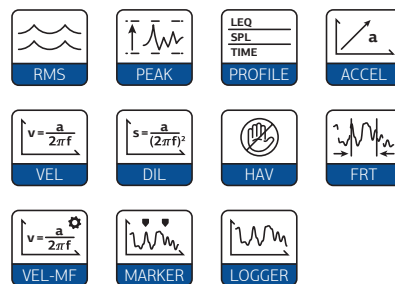 RMS
PEAK
LEQ
SPL
TIME
PROFILE
a
ACCEL
v = a
2πf
VEL
s = a
(2πf)²
DIL
HAV
FRT
v = a
2πf
VEL-MF
MARKER
LOGGER